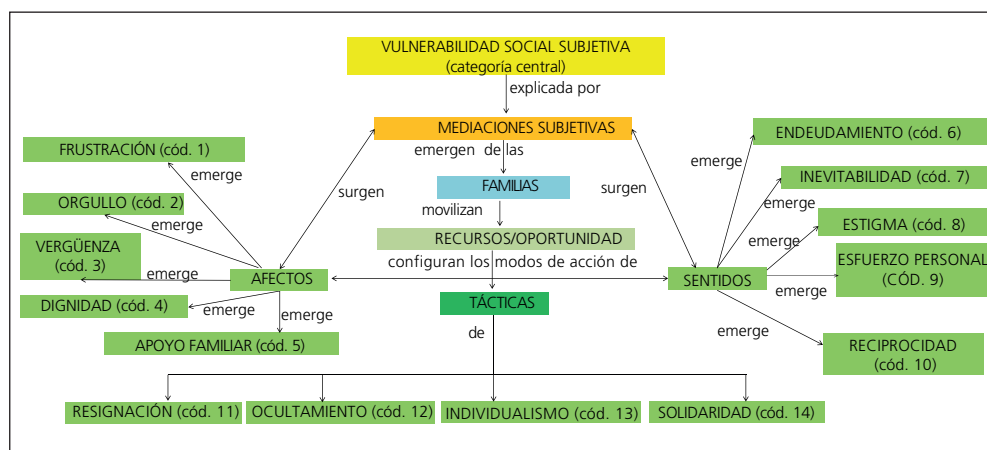 VULNERABILIDAD SOCIAL SUBJETIVA
(categoría central)
explicada por
MEDIACIONES SUBJETIVAS
emergen de las
FAMILIAS
movilizan
RECURSOS/OPORTUNIDAD
configuran los modos de acción de
TÁCTICAS
de
surgen
surgen
FRUSTRACIÓN (cód. 1)
emerge
ORGULLO (cód. 2)
emerge
VERGÜENZA
(cód. 3)
emerge
AFECTOS
DIGNIDAD (cód. 4)
emerge
emerge
APOYO FAMILIAR (cód. 5)
ENDEUDAMIENTO (cód. 6)
emerge
INEVITABILIDAD (cód. 7)
emerge
ESTIGMA (cód. 8)
SENTIDOS
ESFUERZO PERSONAL
(CÓD. 9)
emerge
emerge
RECIPROCIDAD
(cód. 10)
RESIGNACIÓN (cód. 11)
OCULTAMIENTO (cód. 12)
INDIVIDUALISMO (cód. 13)
SOLIDARIDAD (cód. 14)